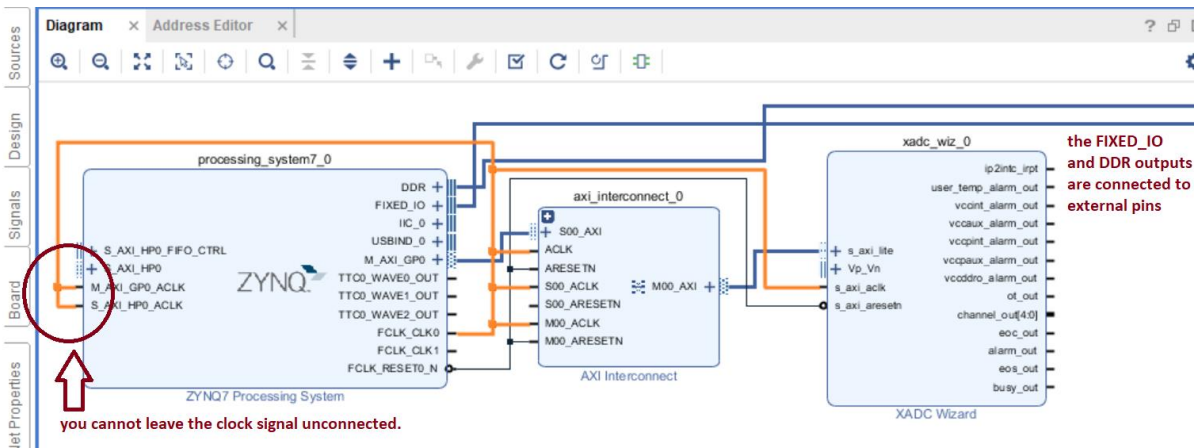 Diagram
Address Editor
Sources
Design
Signals
Board
Net Properties
processing_system7_0
S_AXI_HP0_FIFO_CTRL
S_AXI_HP0
M_AXI_GP0_ACLK
S_AXI_HP0_ACLK
ZYNQ
DDR
FIXED_IO
IIC_0
USBIND_0
M_AXI_GP0
TTC0_WAVE0_OUT
TTC0_WAVE1_OUT
TTC0_WAVE2_OUT
FCLK_CLK0
FCLK_CLK1
FCLK_RESET0_N
ZYNQ7 Processing System
you cannot leave the clock signal unconnected.
axi_interconnect_0
S00_AXI
ACLK
ARESETN
S00_ACLK
S00_ARESETN
M00_ACLK
M00_ARESETN
M00_AXI
AXI Interconnect
xadc_wiz_0
s_axi_lite
Vp_Vn
s_axi_aclk
s_axi_aresetn
ip2intc_irpt
user_temp_alarm_out
vccint_alarm_out
vccaux_alarm_out
vccpint_alarm_out
vccpaux_alarm_out
vccddro_alarm_out
ot_out
channel_out[4:0]
eoc_out
alarm_out
eos_out
busy_out
XADC Wizard
the FIXED_IO
and DDR outputs
are connected to
external pins